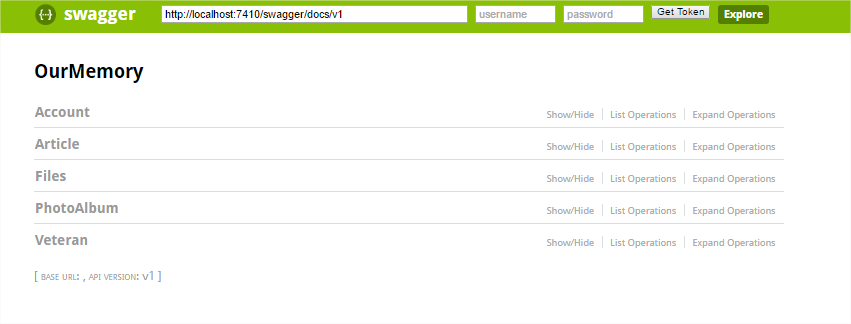 {··} swagger http://localhost:7410/swagger/docs/v1 username password Get Token Explore
OurMemory
Account Show/Hide List Operations Expand Operations
Article Show/Hide List Operations Expand Operations
Files Show/Hide List Operations Expand Operations
PhotoAlbum Show/Hide List Operations Expand Operations
Veteran Show/Hide List Operations Expand Operations
[ BASE URL: , API VERSION: v1 ]